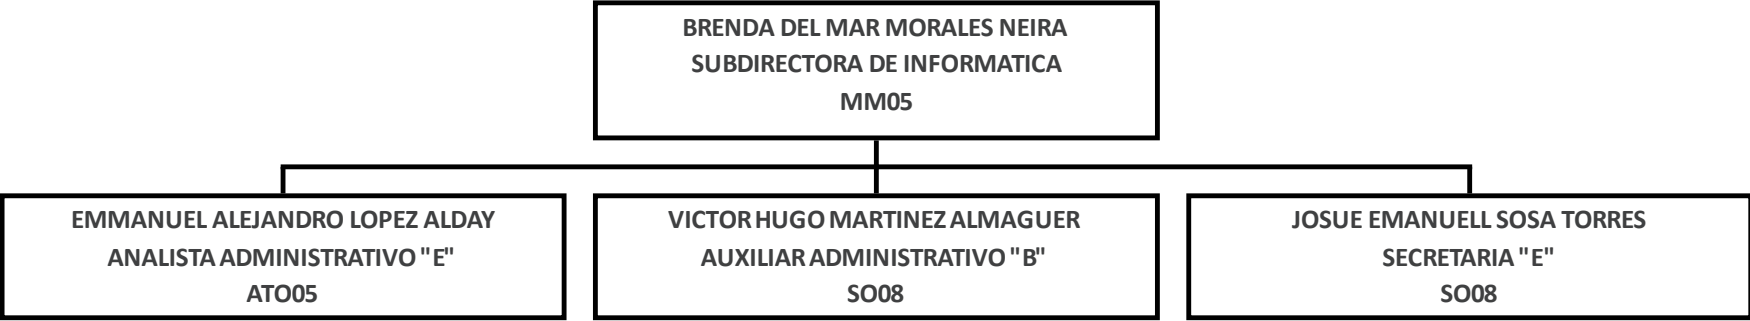 BRENDA DEL MAR MORALES NEIRA
SUBDIRECTORA DE INFORMATICA
MM05
EMMANUEL ALEJANDRO LOPEZ ALDAY
ANALISTA ADMINISTRATIVO "E"
ATO05
VICTOR HUGO MARTINEZ ALMAGUER
AUXILIAR ADMINISTRATIVO "B"
SO08
JOSUE EMANUELL SOSA TORRES
SECRETARIA "E"
SO08